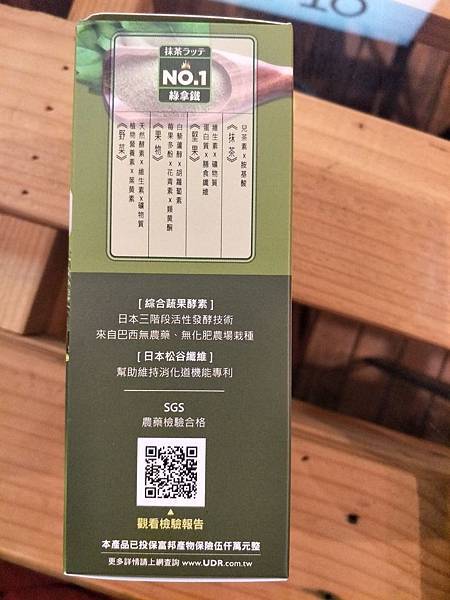 抹茶ラッテ
NO.1
綠拿鐵
《抹茶》
兒茶素x胺基酸
《堅果》
維生素x礦物質
蛋白質x膳食纖維
《果物》
白藜蘆醇x胡蘿蔔素
莓果多酚x花青素x類黃酮
《野菜》
天然酵素x維生素x礦物質
植物營養素x葉黃素
[ 綜合蔬果酵素 ]
日本三階段活性發酵技術
來自巴西無農藥、無化肥農場栽種
[ 日本松谷纖維 ]
幫助維持消化道機能專利
SGS
農藥檢驗合格
▲
觀看檢驗報告
本產品已投保富邦產物保險伍仟萬元整
更多詳情請上網查詢 www.UDR.com.tw